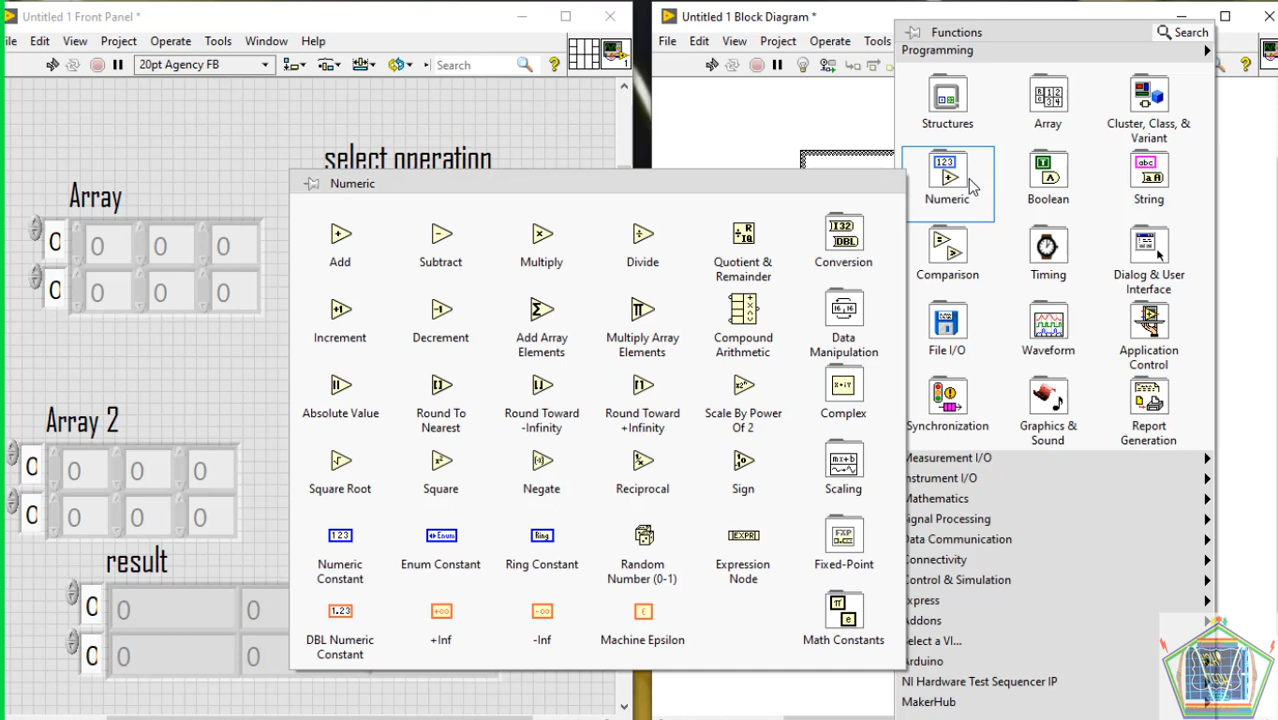 Untitled 1 Front Panel *
File Edit View Project Operate Tools Window Help
20pt Agency FB
Search
1
select operation
Array
0 0 0 0
0 0 0 0
Array 2
0 0 0 0
0 0 0 0
result
0 0 0
0 0 0
Untitled 1 Block Diagram *
File Edit View Project Operate Tools
Functions
Search
Programming
Structures
Array
Cluster, Class, & Variant
Numeric
Boolean
String
Comparison
Timing
Dialog & User Interface
File I/O
Waveform
Application Control
Synchronization
Graphics & Sound
Report Generation
Measurement I/O
Instrument I/O
Mathematics
Signal Processing
Data Communication
Connectivity
Control & Simulation
Express
Addons
Select a VI...
Arduino
NI Hardware Test Sequencer IP
MakerHub
Numeric
Add
Subtract
Multiply
Divide
Quotient & Remainder
Conversion
Increment
Decrement
Add Array Elements
Multiply Array Elements
Compound Arithmetic
Data Manipulation
Absolute Value
Round To Nearest
Round Toward -Infinity
Round Toward +Infinity
Scale By Power Of 2
Complex
Square Root
Square
Negate
Reciprocal
Sign
Scaling
Numeric Constant
Enum Constant
Ring Constant
Random Number (0-1)
Expression Node
Fixed-Point
DBL Numeric Constant
+Inf
-Inf
Machine Epsilon
Math Constants